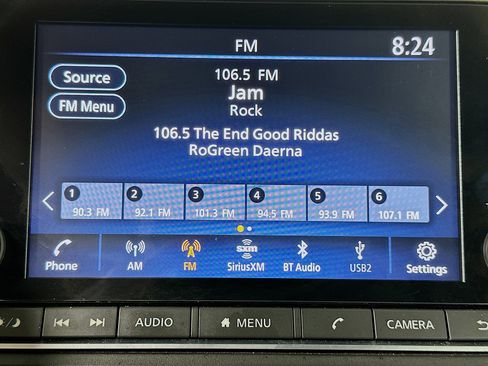 FM
8:24
Source
106.5 FM
Jam
FM Menu
Rock
106.5 The End Good Riddas
RoGreen Daerna
1 2 3 4 5 6
90.3 FM 92.1 FM 101.3 FM 94.5 FM 93.9 FM 107.1 FM
sxm
Phone AM FM SiriusXM BT Audio USB2 Settings
AUDIO MENU CAMERA